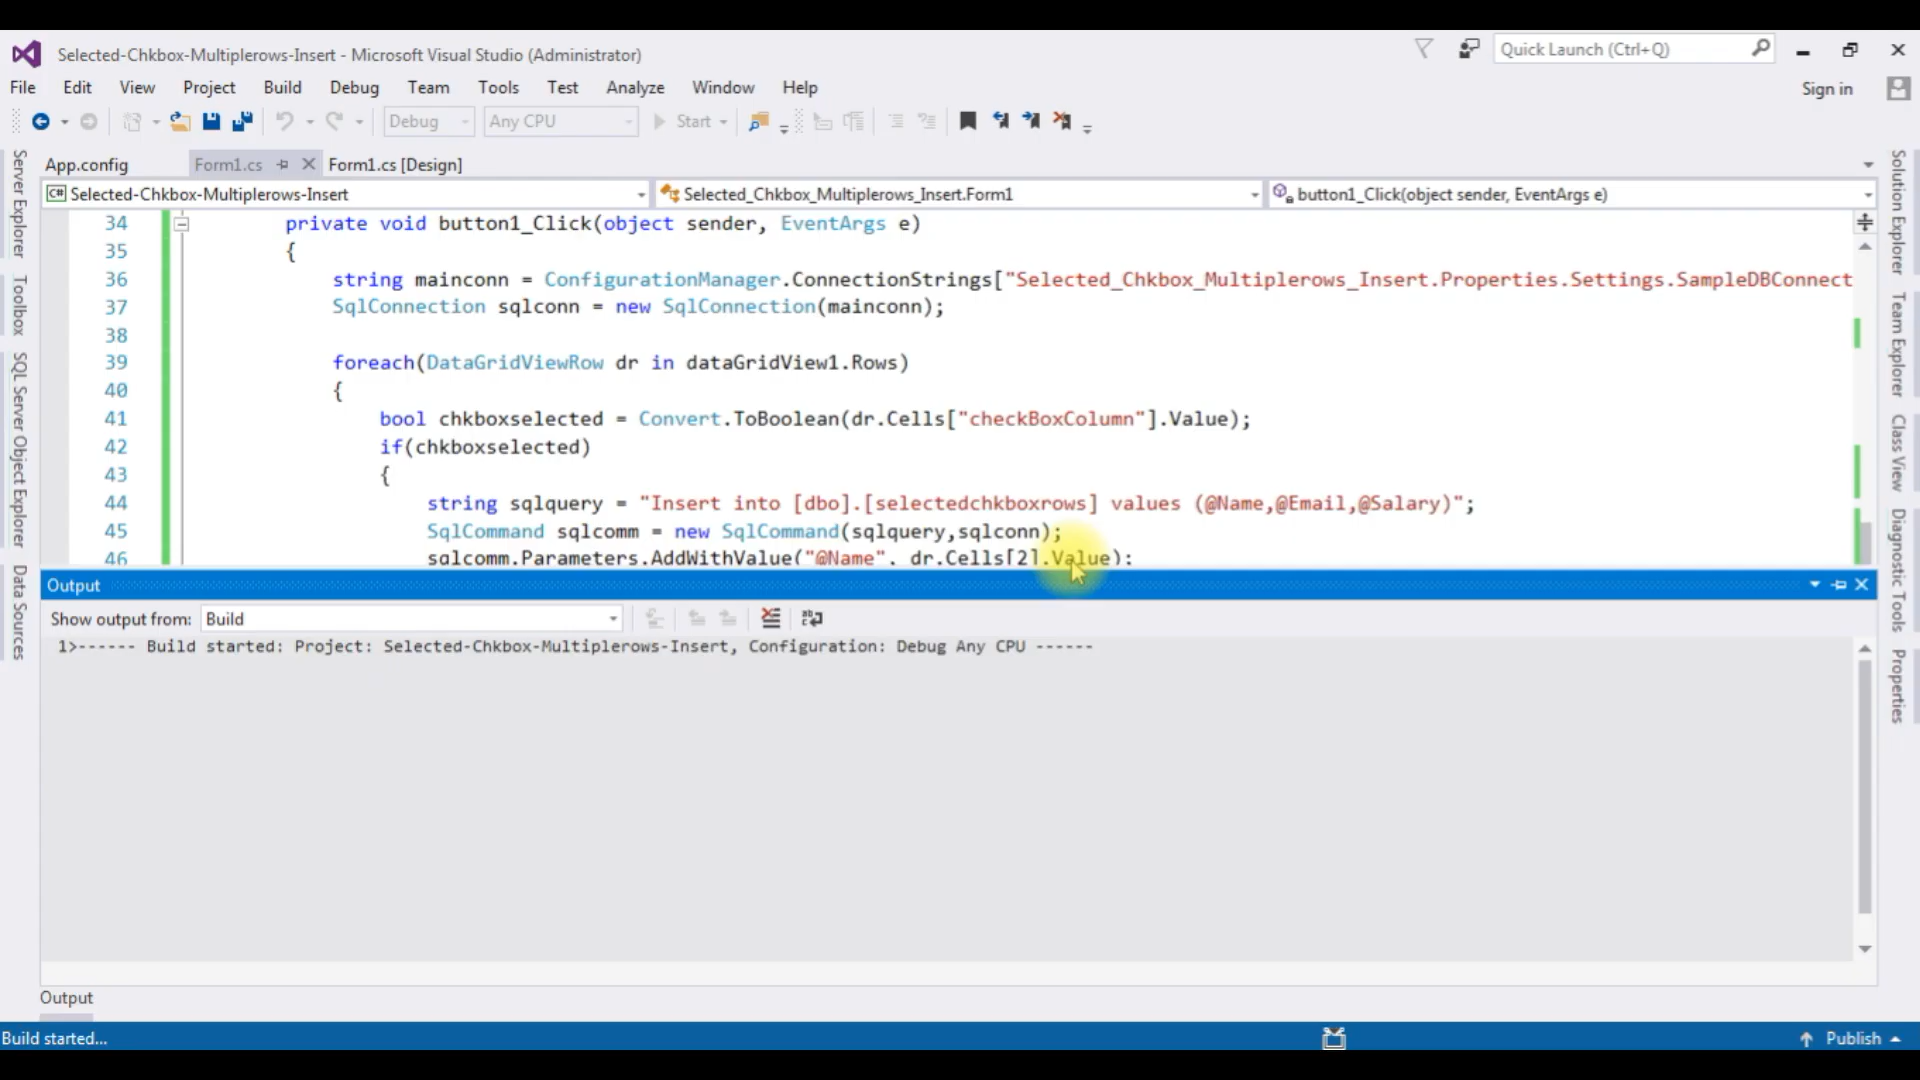 Selected-Chkbox-Multiplerows-Insert - Microsoft Visual Studio (Administrator)
Quick Launch (Ctrl+Q)
File Edit View Project Build Debug Team Tools Test Analyze Window Help
Sign in
Debug Any CPU Start
App.config Form1.cs Form1.cs [Design]
C# Selected-Chkbox-Multiplerows-Insert Selected_Chkbox_Multiplerows_Insert.Form1 button1_Click(object sender, EventArgs e)
34 private void button1_Click(object sender, EventArgs e)
35 {
36 string mainconn = ConfigurationManager.ConnectionStrings["Selected_Chkbox_Multiplerows_Insert.Properties.Settings.SampleDBConnect
37 SqlConnection sqlconn = new SqlConnection(mainconn);
38
39 foreach(DataGridViewRow dr in dataGridView1.Rows)
40 {
41 bool chkboxselected = Convert.ToBoolean(dr.Cells["checkBoxColumn"].Value);
42 if(chkboxselected)
43 {
44 string sqlquery = "Insert into [dbo].[selectedchkboxrows] values (@Name,@Email,@Salary)";
45 SqlCommand sqlcomm = new SqlCommand(sqlquery,sqlconn);
46 sqlcomm.Parameters.AddWithValue("@Name", dr.Cells[2].Value);
Output
Show output from: Build
1>------ Build started: Project: Selected-Chkbox-Multiplerows-Insert, Configuration: Debug Any CPU ------
Output
Build started...
Publish
Server Explorer
Toolbox
SQL Server Object Explorer
Data Sources
Solution Explorer
Team Explorer
Class View
Diagnostic Tools
Properties